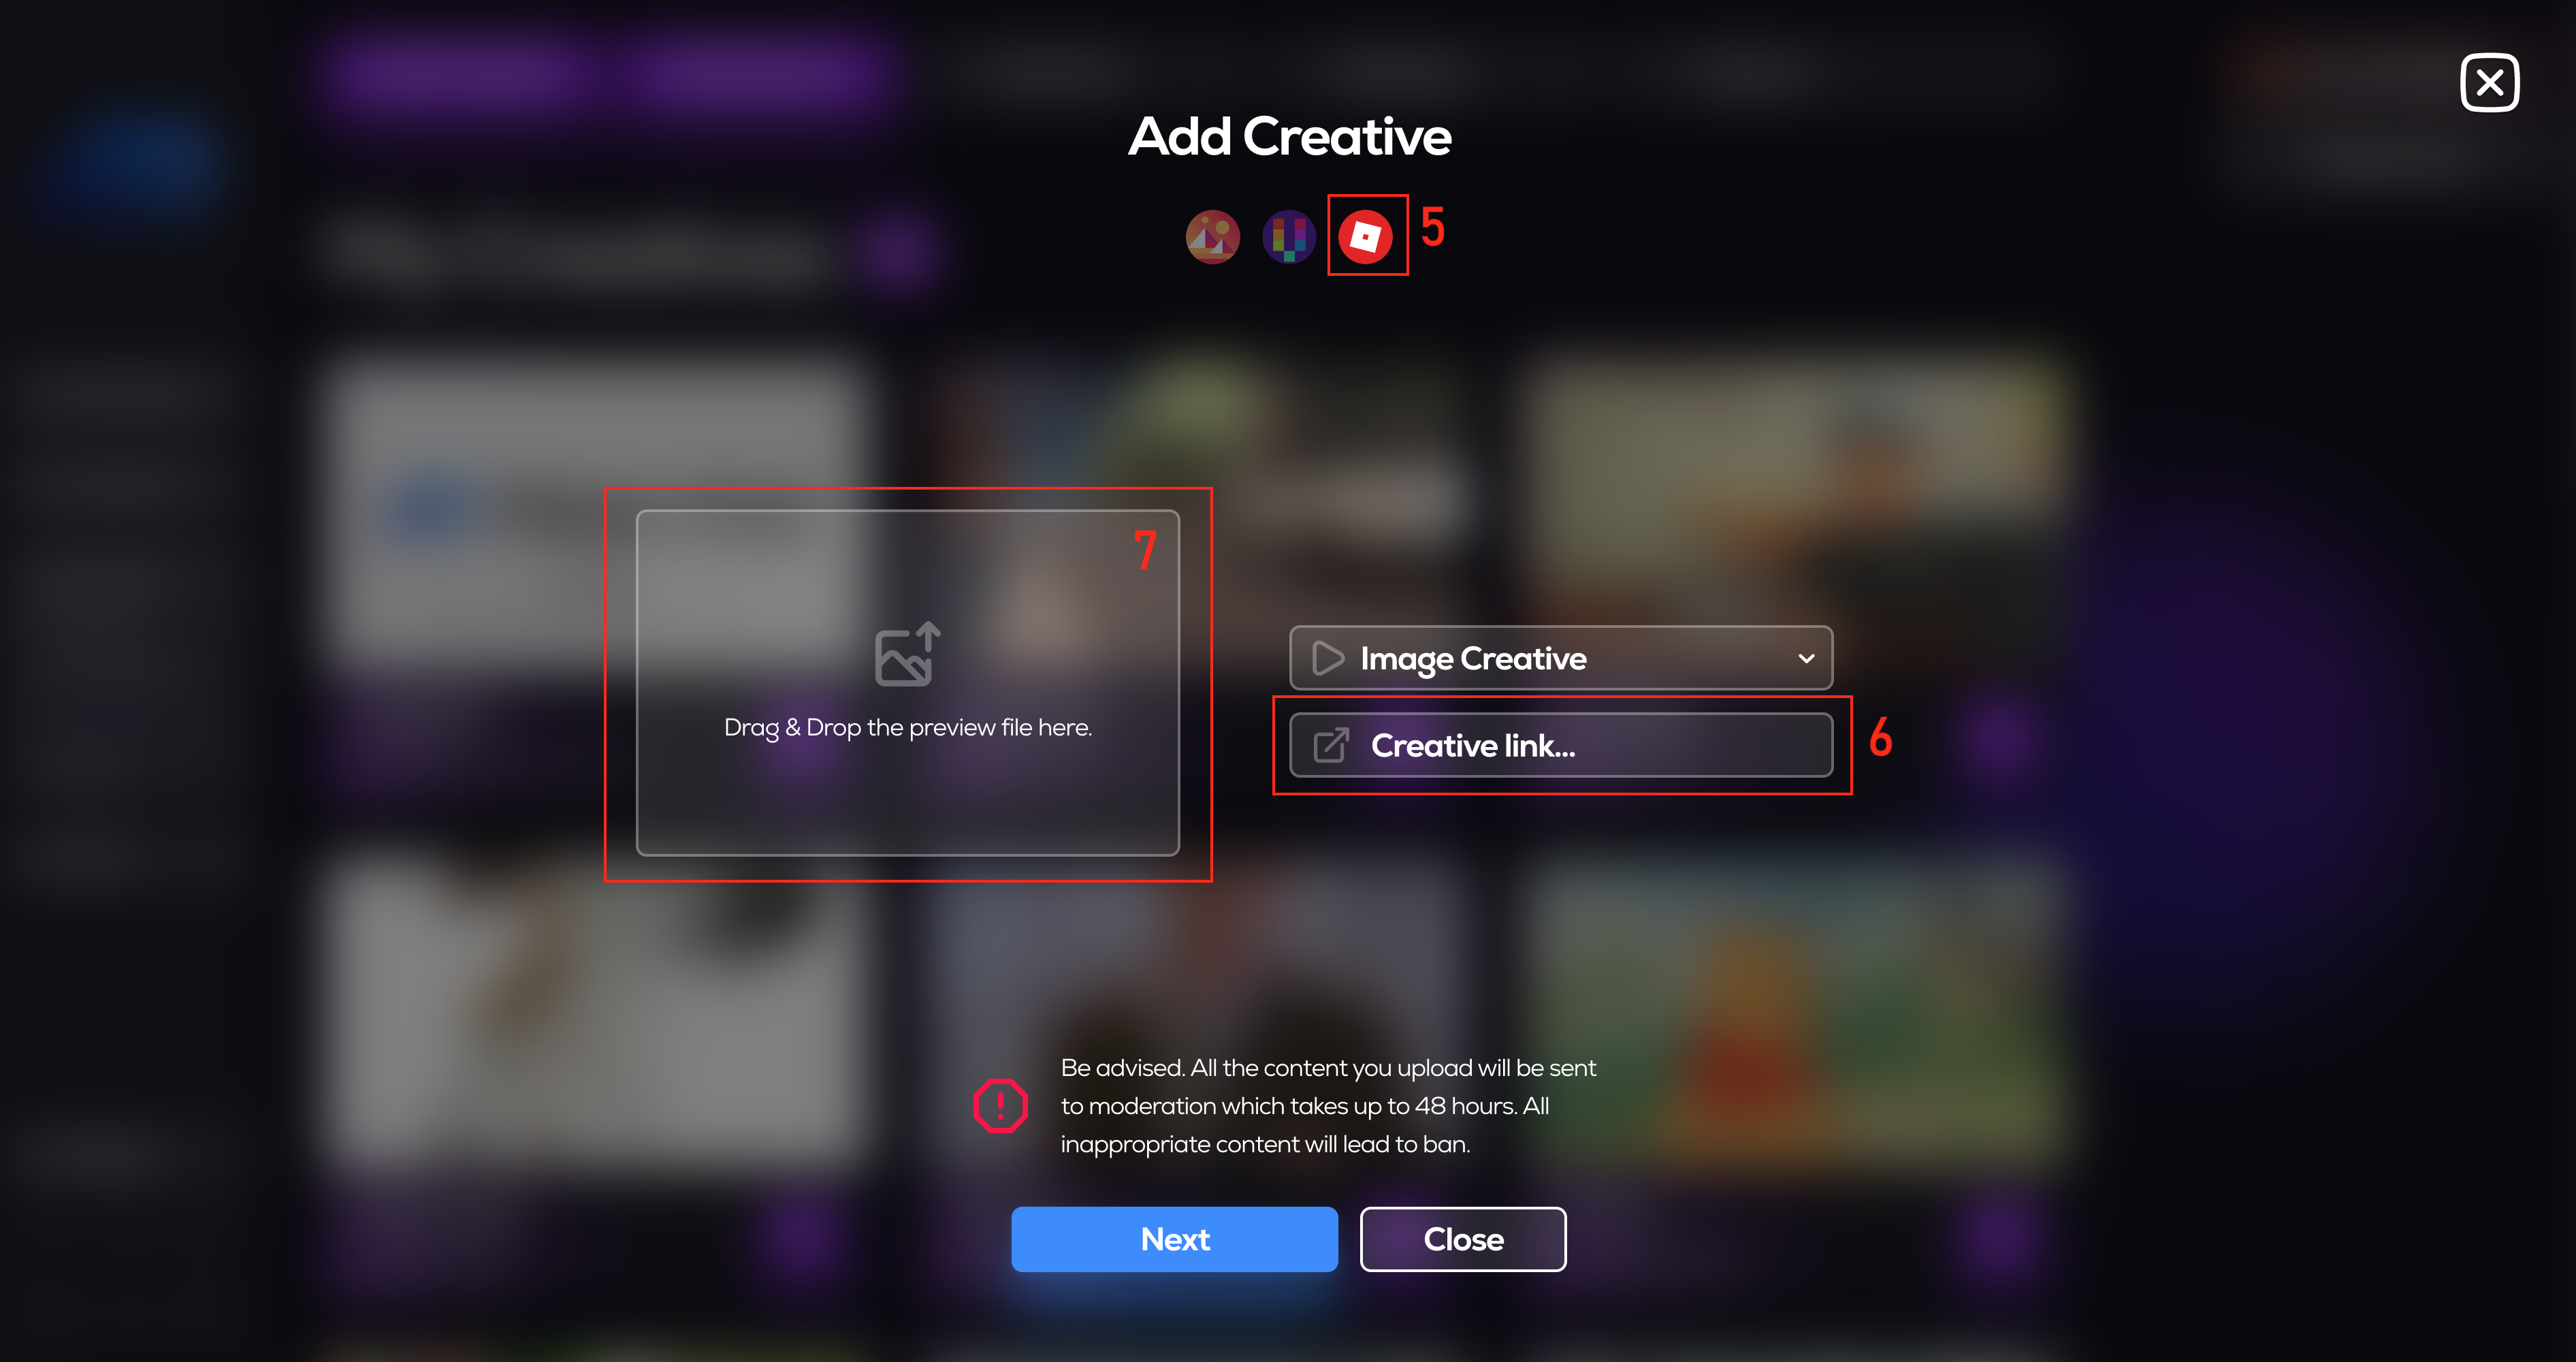 Add Creative
5
7
Drag & Drop the preview file here.
Image Creative
Creative link...
6
Be advised. All the content you upload will be sent
to moderation which takes up to 48 hours. All
inappropriate content will lead to ban.
Next
Close